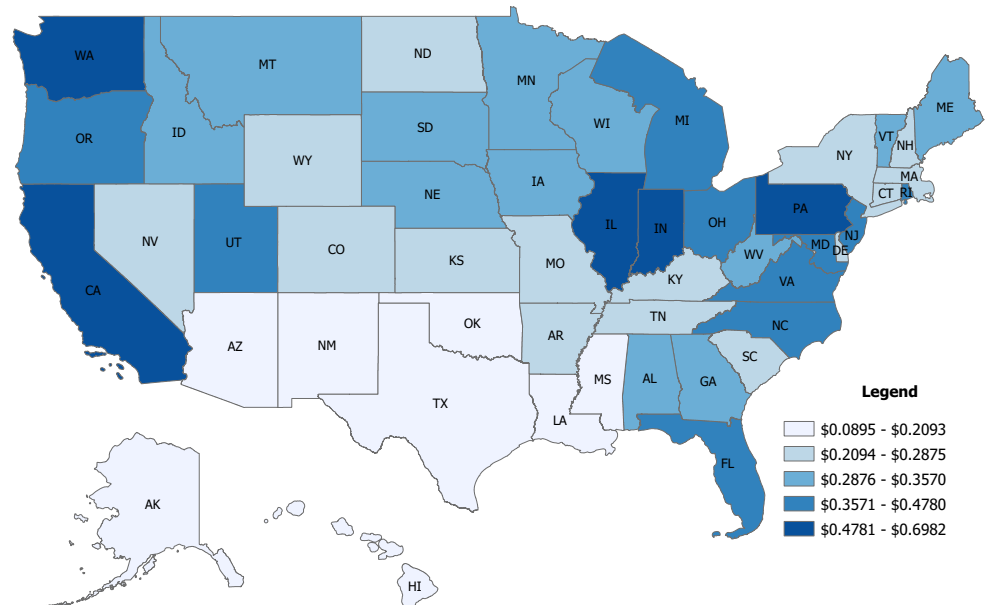 WA
MT
ND
MN
ME
OR
ID
SD
WI
MI
VT
NH
NY
MA
WY
NE
IA
CT
RI
PA
NV
UT
CO
KS
MO
IL
IN
OH
NJ
MD
DE
WV
VA
CA
KY
NC
AZ
NM
OK
AR
TN
SC
TX
LA
MS
AL
GA
FL
AK
HI
Legend
$0.0895 - $0.2093
$0.2094 - $0.2875
$0.2876 - $0.3570
$0.3571 - $0.4780
$0.4781 - $0.6982